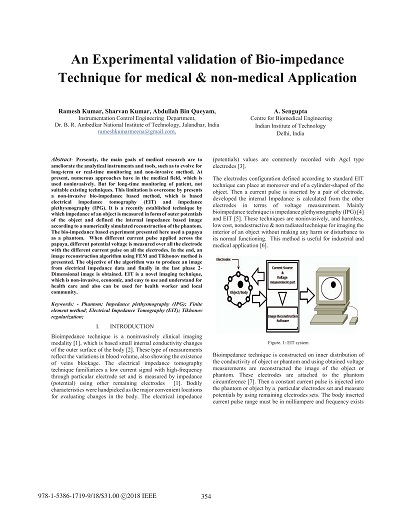 An Experimental validation of Bio-impedance
Technique for medical & non-medical Application
Ramesh Kumar, Sharvan Kumar, Abdullah Bin Queyam,
Instrumentation Control Engineering Department,
Dr. B. R. Ambedkar National Institute of Technology, Jalandhar, India
rameshkumarmeena@gmail.com,
A. Sengupta
Centre for Biomedical Engineering
Indian Institute of Technology
Delhi, India
Abstract- Presently, the main goals of medical research are to
ameliorate the analytical instruments and tools, such as to evolve for
long-term or real-time monitoring and non-invasive method. At
present, numerous approaches have in the medical field, which is
used noninvasively. But for long-time monitoring of patient, not
suitable existing techniques. This limitation is overcome by presents
a non-invasive bio-impedance based method, which is based
electrical impedance tomography (EIT) and impedance
plethysmography (IPG). It is a recently established technique by
which impedance of an object is measured in form of outer potentials
of the object and defined the internal impedance based image
according to a numerically simulated reconstruction of the phantom.
The bio-impedance based experiment presented here used a papaya
as a phantom. When different current pulse applied across the
papaya, different potential voltage is measured over all the electrode
with the different current pulse on all the electrodes. In the end, an
image reconstruction algorithm using FEM and Tikhonov method is
presented. The objective of the algorithm was to produce an image
from electrical impedance data and finally in the last phase 2-
Dimensional image is obtained. EIT is a novel imaging technique,
which is non-invasive, economic, and easy to use and understand for
health care and also can be used for health worker and local
community.
Keywords: - Phantom; Impedance plethysmography (IPG); Finite
element method; Electrical Impedance Tomography (EIT); Tikhonov
regularization;
I. INTRODUCTION
Bioimpedance technique is a noninvasively clinical imaging
modality [1], which is based small internal conductivity changes
of the outer surface of the body [2]. These type of measurements
reflect the variations in blood volume, also showing the existence
of veins blockage. The electrical impedance tomography
technique familiarizes a low current signal with high-frequency
through particular electrode set and is measured by impedance
(potential) using other remaining electrodes [1]. Bodily
characteristics were handpicked as the major convenient locations
for evaluating changes in the body. The electrical impedance
(potentials) values are commonly recorded with Agcl type
electrodes [3].
The electrodes configuration defined according to standard EIT
technique can place at moreover end of a cylinder-shaped of the
object. Then a current pulse is inserted by a pair of electrode,
developed the internal Impedance is calculated from the other
electrodes in terms of voltage measurement. Mainly,
bioimpedance technique is impedance plethysmography (IPG) [4]
and EIT [5]. These techniques are noninvasively, and harmless,
low cost, nondestructive & non radiated technique for imaging the
interior of an object without making any harm or disturbance to
its normal functioning. This method is useful for industrial and
medical application [6].
Electrodes
Current Source
&
Voltage
measurement part
Object/Body
Image Reconstruction
Software
Figure. 1: EIT system
Bioimpedance technique is constructed on inner distribution of
the conductivity of object or phantom and using obtained voltage
measurements are reconstructed the image of the object or
phantom. These electrodes are attached to the phantom
circumference [7]. Then a constant current pulse is injected into
the phantom or object by a particular electrodes set and measure
potentials by using remaining electrodes sets. The body inserted
current pulse range must be in milliampere and frequency exists
978-1-5386-1719-9/18/$31.00 ©2018 IEEE
354